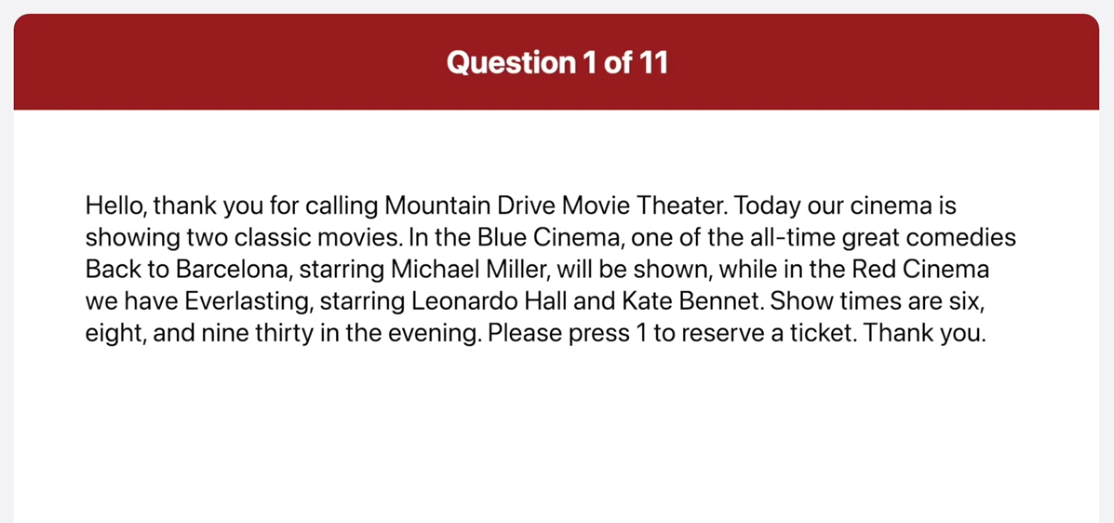 Question 1 of 11
Hello, thank you for calling Mountain Drive Movie Theater. Today our cinema is
showing two classic movies. In the Blue Cinema, one of the all-time great comedies
Back to Barcelona, starring Michael Miller, will be shown, while in the Red Cinema
we have Everlasting, starring Leonardo Hall and Kate Bennet. Show times are six,
eight, and nine thirty in the evening. Please press 1 to reserve a ticket. Thank you.